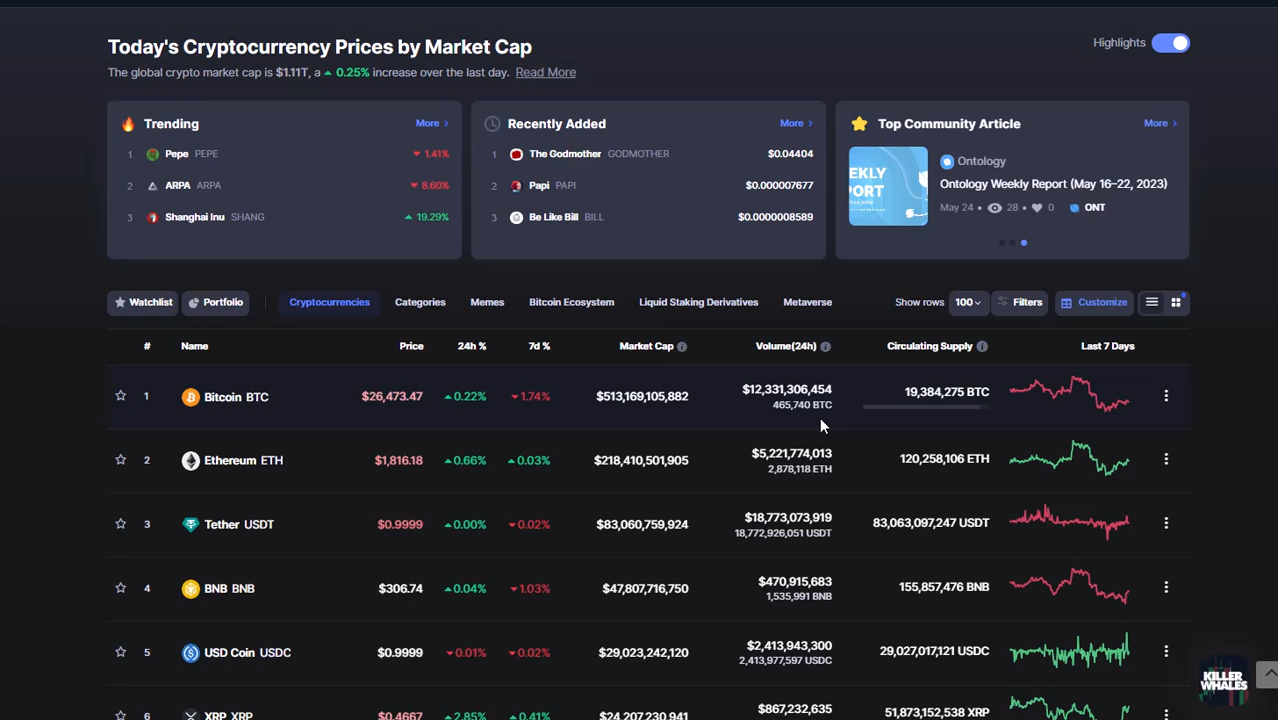 Today's Cryptocurrency Prices by Market Cap
Highlights
The global crypto market cap is $1.11T, a 0.25% increase over the last day. Read More
Trending
More
1 Pepe PEPE 1.41%
2 ARPA ARPA 8.60%
3 Shanghai Inu SHANG 19.29%
Recently Added
More
1 The Godmother GODMOTHER $0.04404
2 Papi PAPI $0.000007677
3 Be Like Bill BILL $0.0000008589
Top Community Article
More
EKLY
PORT
Ontology
Ontology Weekly Report (May 16–22, 2023)
May 24 • 28 • 0 ONT
Watchlist Portfolio Cryptocurrencies Categories Memes Bitcoin Ecosystem Liquid Staking Derivatives Metaverse Show rows 100 Filters Customize
# Name Price 24h % 7d % Market Cap Volume(24h) Circulating Supply Last 7 Days
1 Bitcoin BTC $26,473.47 0.22% 1.74% $513,169,105,882 $12,331,306,454 19,384,275 BTC
465,740 BTC
2 Ethereum ETH $1,816.18 0.66% 0.03% $218,410,501,905 $5,221,774,013 120,258,106 ETH
2,878,118 ETH
3 Tether USDT $0.9999 0.00% 0.02% $83,060,759,924 $18,773,073,919 83,063,097,247 USDT
18,772,926,051 USDT
4 BNB BNB $306.74 0.04% 1.03% $47,807,716,750 $470,915,683 155,857,476 BNB
1,535,991 BNB
5 USD Coin USDC $0.9999 0.01% 0.02% $29,023,242,120 $2,413,943,300 29,027,017,121 USDC
2,413,977,597 USDC
6 XRP XRP $0.4667 2.85% 0.41% $24,207,230,941 $867,232,635 51,873,152,538 XRP
KILLER
WHALES